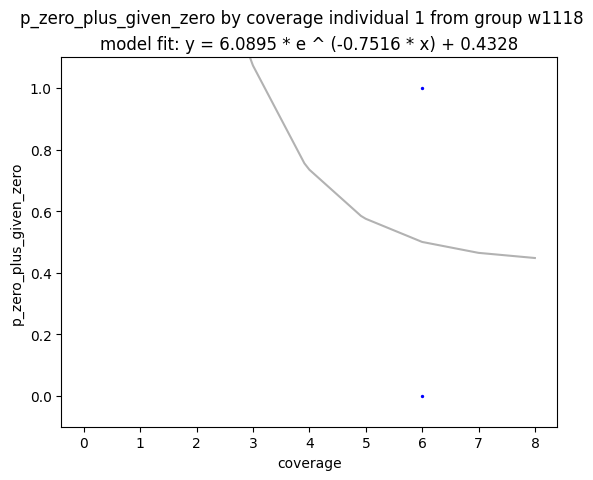 p_zero_plus_given_zero by coverage individual 1 from group w1118
model fit: y = 6.0895 * e ^ (-0.7516 * x) + 0.4328
p_zero_plus_given_zero
1.0
0.8
0.6
0.4
0.2
0.0
0 1 2 3 4 5 6 7 8
coverage